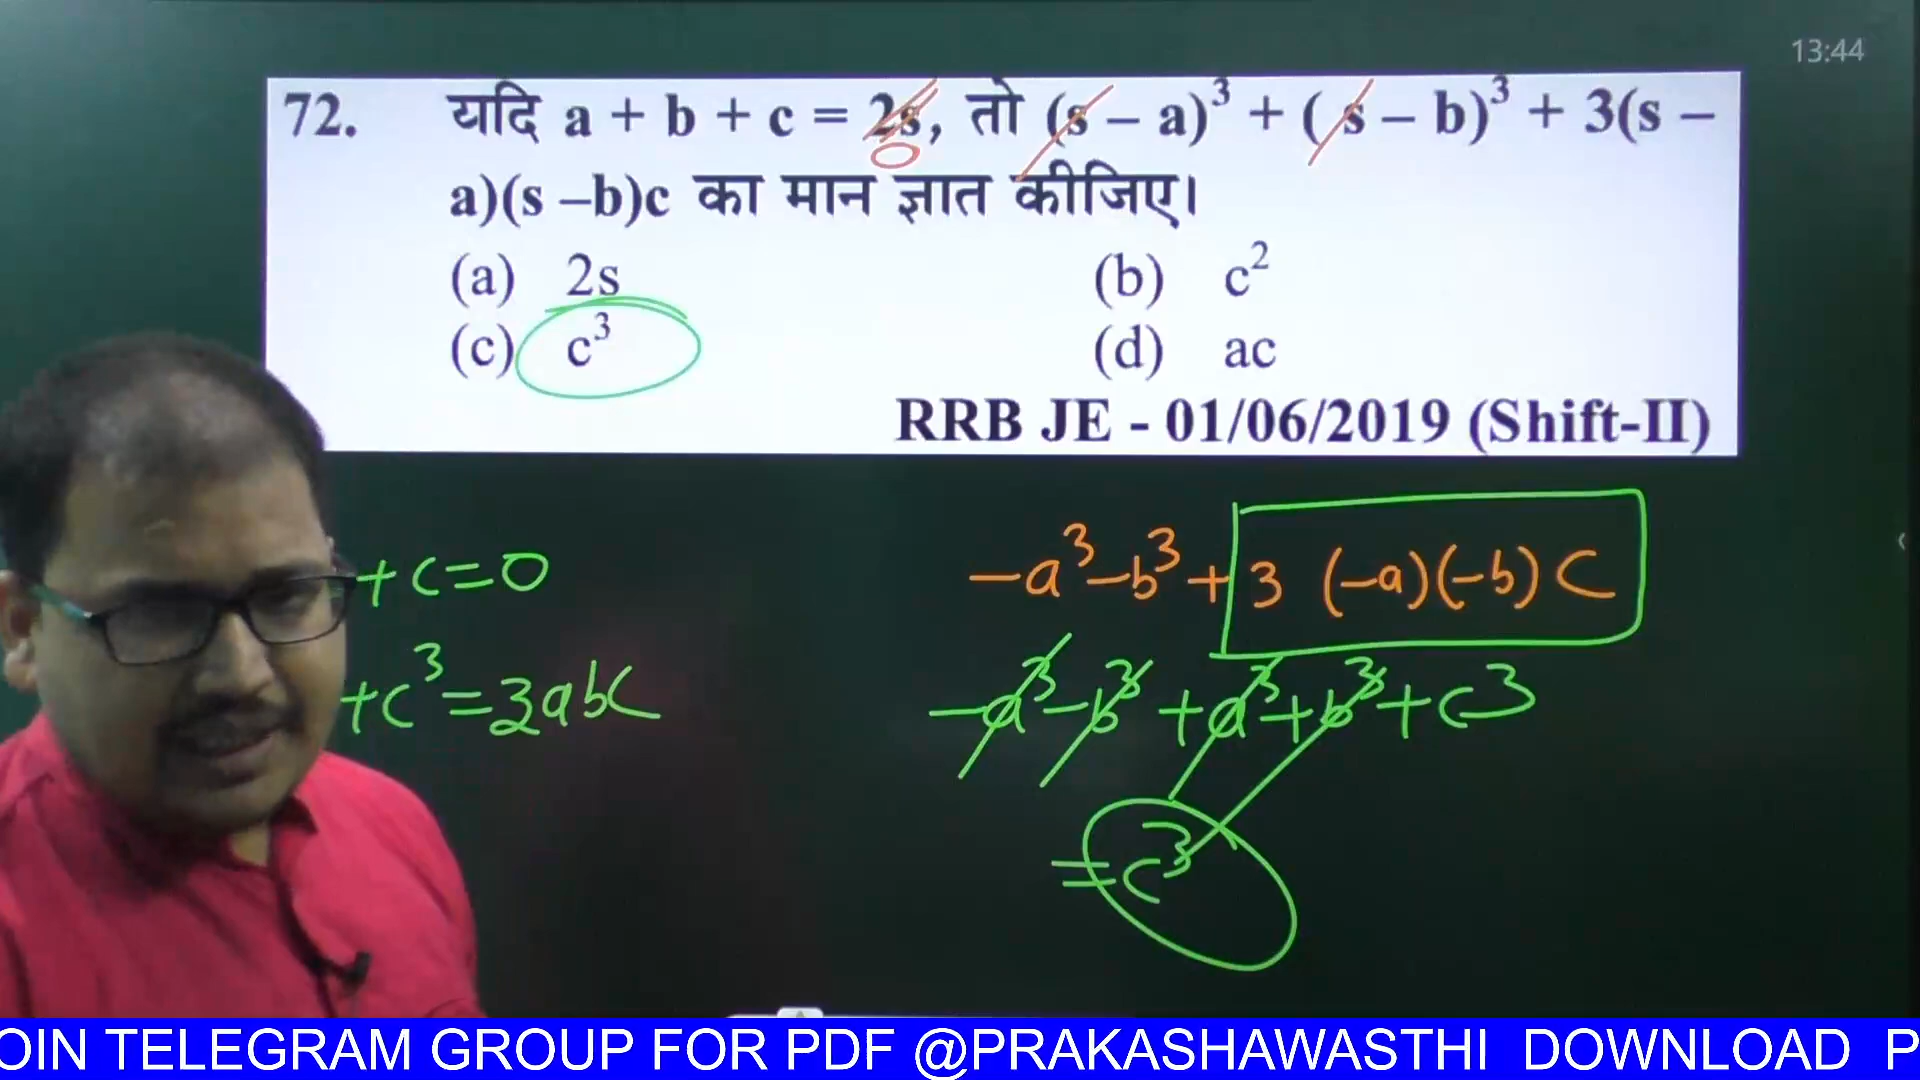 13:44
72. यदि a + b + c = 2s, तो (s – a)³ + ( s – b)³ + 3(s –
0
a)(s –b)c का मान ज्ञात कीजिए।
(a) 2s (b) c²
(c) c³ (d) ac
RRB JE - 01/06/2019 (Shift-II)
+c=0
+c³=3abc
-a³-b³+3 (-a)(-b) c
-a³-b³+a³+b³+c³
=c³
OIN TELEGRAM GROUP FOR PDF @PRAKASHAWASTHI DOWNLOAD P